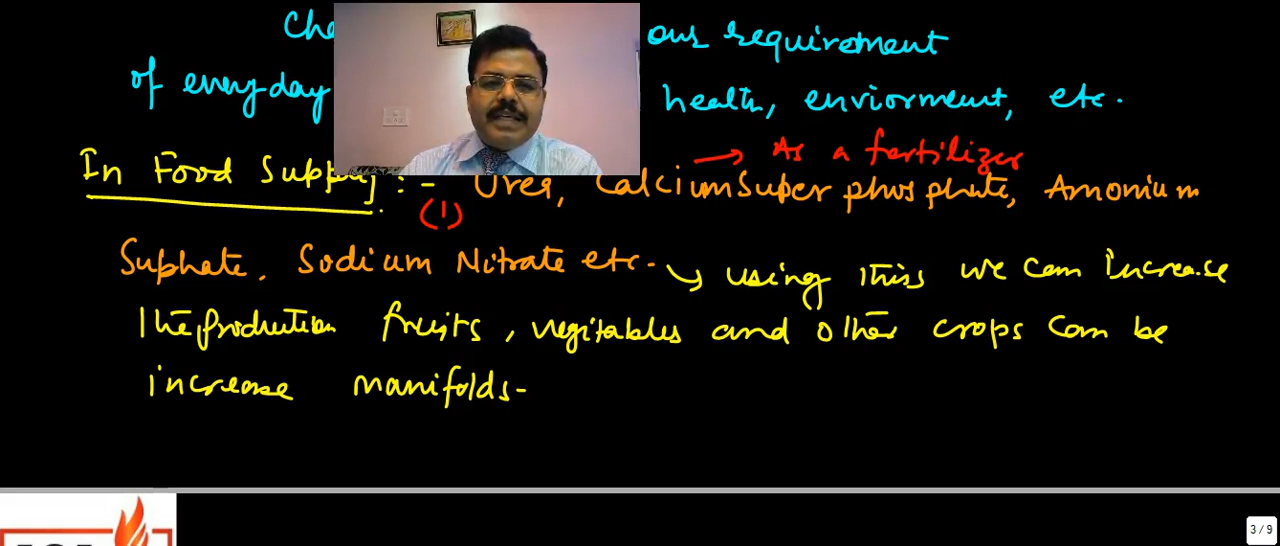 our requirement
of everyday health, enviorment, etc.
→ As a fertilizer
In Food Supply :- Urea, Calcium Super phosphate, Amonium
(1)
Suphate, Sodium Nitrate etc. using this we can increase
the production fruits, vegitables and other crops can be
increase manifolds-
3 / 9